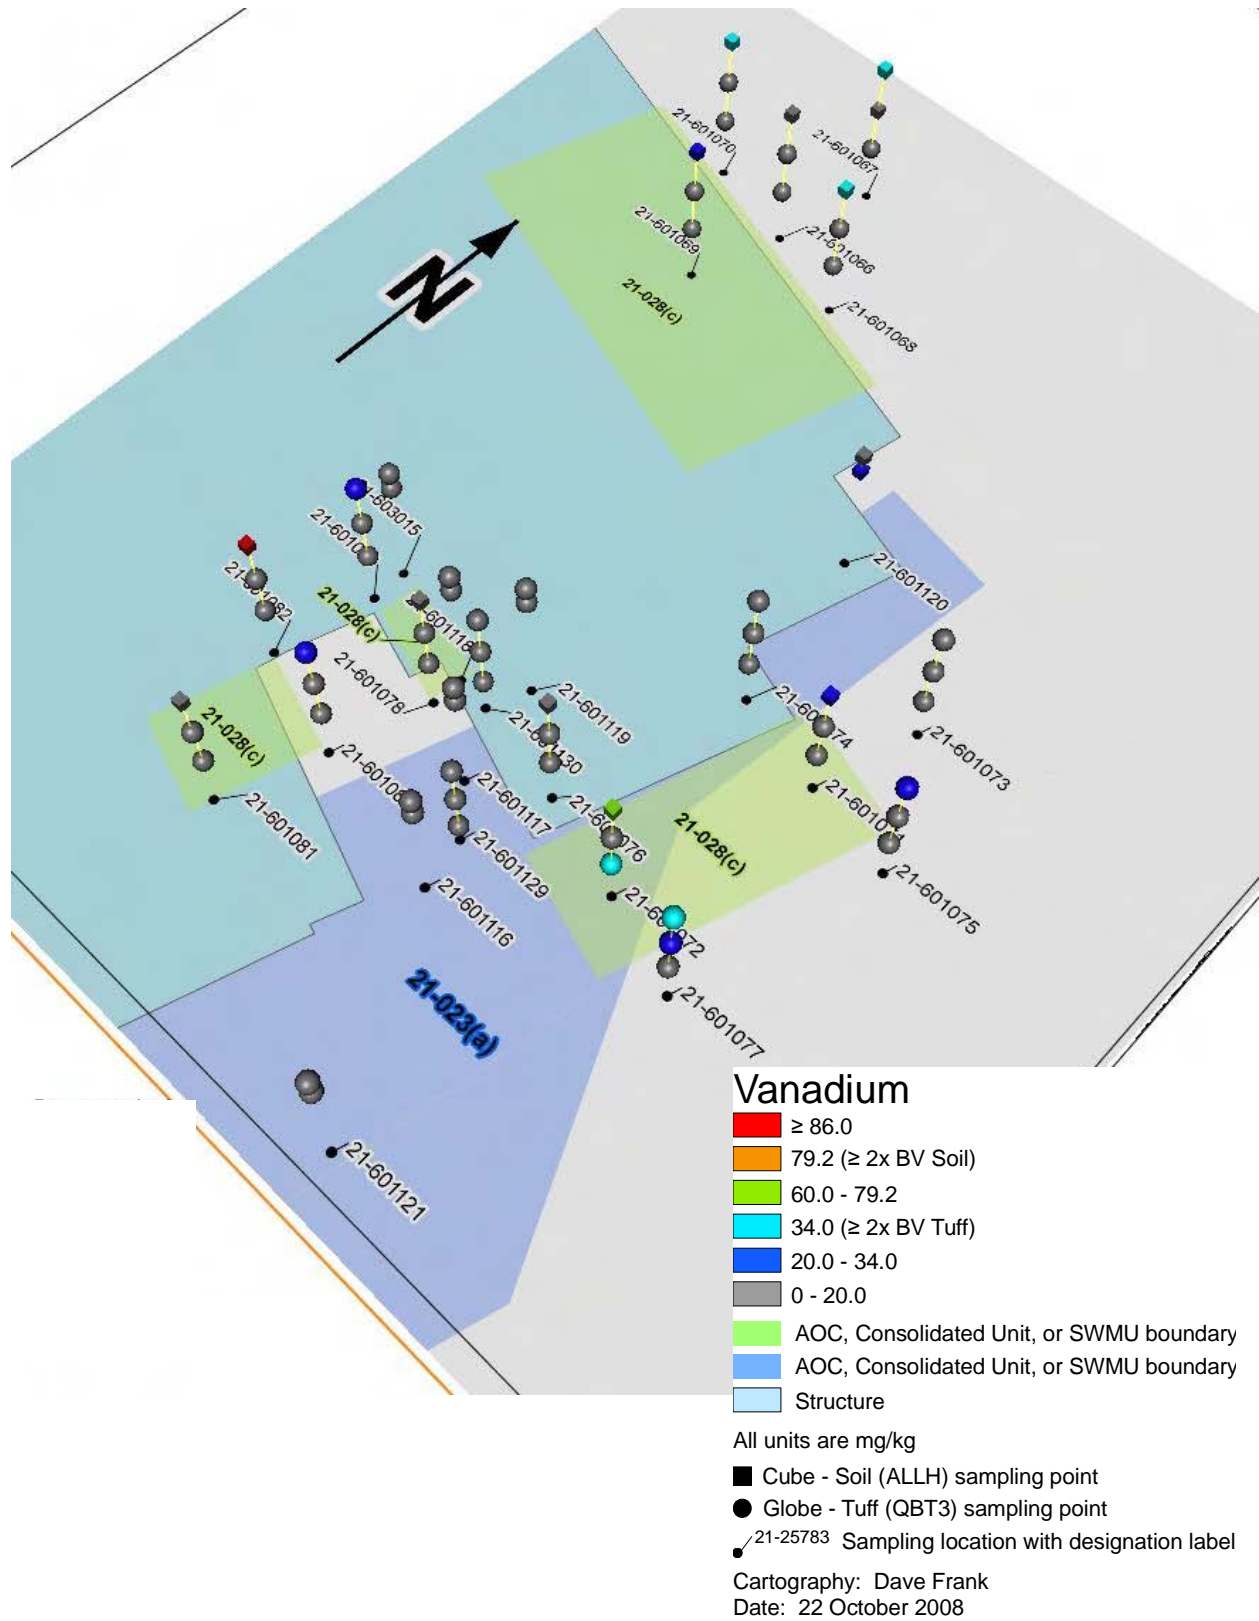 21-601070
21-601067
21-601069
21-601066
21-028(c)
21-601068
N
21-603015
21-6010
21-601120
21-028(c)
21-601118
21-601078
21-601119
21-028(c)
21-601073
21-601117
21-601081
21-028(c)
21-601129
21-601075
21-601116
21-023(a)
21-601077
21-601121
Vanadium
≥ 86.0
79.2 (≥ 2x BV Soil)
60.0 - 79.2
34.0 (≥ 2x BV Tuff)
20.0 - 34.0
0 - 20.0
AOC, Consolidated Unit, or SWMU boundary
AOC, Consolidated Unit, or SWMU boundary
Structure
All units are mg/kg
Cube - Soil (ALLH) sampling point
Globe - Tuff (QBT3) sampling point
21-25783 Sampling location with designation label
Cartography: Dave Frank
Date: 22 October 2008